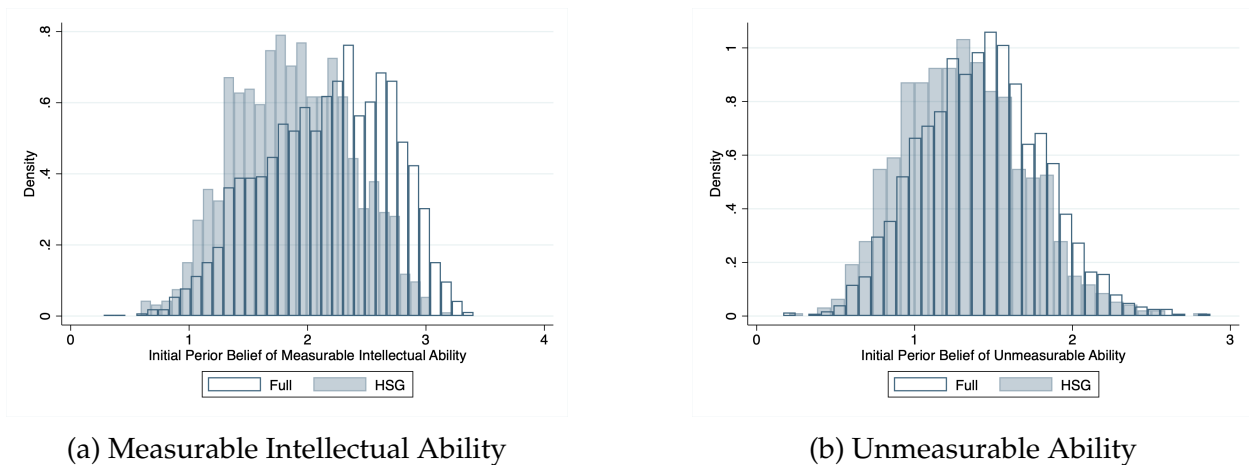 .8
.6
.4
.2
0
Density
0 1 2 3 4
Initial Perior Belief of Measurable Intellectual Ability
Full HSG
(a) Measurable Intellectual Ability
1
.8
.6
.4
.2
0
Density
0 1 2 3
Initial Perior Belief of Unmeasurable Ability
Full HSG
(b) Unmeasurable Ability